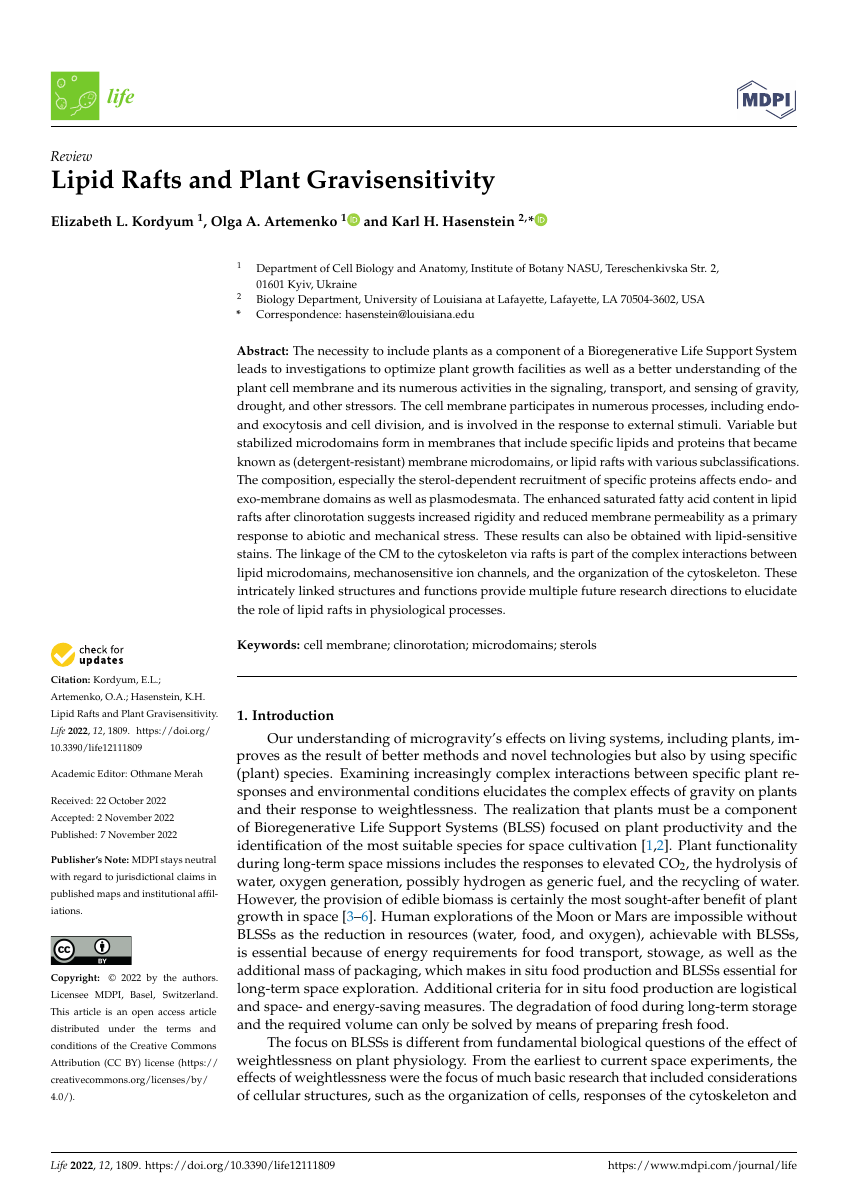 life
MDPI
Review
Lipid Rafts and Plant Gravisensitivity
Elizabeth L. Kordyum 1, Olga A. Artemenko 1 iD and Karl H. Hasenstein 2,* iD
1 Department of Cell Biology and Anatomy, Institute of Botany NASU, Tereschenkivska Str. 2,
01601 Kyiv, Ukraine
2 Biology Department, University of Louisiana at Lafayette, Lafayette, LA 70504-3602, USA
* Correspondence: hasenstein@louisiana.edu
Abstract: The necessity to include plants as a component of a Bioregenerative Life Support System
leads to investigations to optimize plant growth facilities as well as a better understanding of the
plant cell membrane and its numerous activities in the signaling, transport, and sensing of gravity,
drought, and other stressors. The cell membrane participates in numerous processes, including endo-
and exocytosis and cell division, and is involved in the response to external stimuli. Variable but
stabilized microdomains form in membranes that include specific lipids and proteins that became
known as (detergent-resistant) membrane microdomains, or lipid rafts with various subclassifications.
The composition, especially the sterol-dependent recruitment of specific proteins affects endo- and
exo-membrane domains as well as plasmodesmata. The enhanced saturated fatty acid content in lipid
rafts after clinorotation suggests increased rigidity and reduced membrane permeability as a primary
response to abiotic and mechanical stress. These results can also be obtained with lipid-sensitive
stains. The linkage of the CM to the cytoskeleton via rafts is part of the complex interactions between
lipid microdomains, mechanosensitive ion channels, and the organization of the cytoskeleton. These
intricately linked structures and functions provide multiple future research directions to elucidate
the role of lipid rafts in physiological processes.
Keywords: cell membrane; clinorotation; microdomains; sterols
check for
updates
Citation: Kordyum, E.L.;
Artemenko, O.A.; Hasenstein, K.H.
Lipid Rafts and Plant Gravisensitivity.
Life 2022, 12, 1809. https://doi.org/
10.3390/life12111809
Academic Editor: Othmane Merah
Received: 22 October 2022
Accepted: 2 November 2022
Published: 7 November 2022
Publisher's Note: MDPI stays neutral
with regard to jurisdictional claims in
published maps and institutional affil-
iations.
cc
BY
Copyright: © 2022 by the authors.
Licensee MDPI, Basel, Switzerland.
This article is an open access article
distributed under the terms and
conditions of the Creative Commons
Attribution (CC BY) license (https://
creativecommons.org/licenses/by/
4.0/).
1. Introduction
Our understanding of microgravity's effects on living systems, including plants, im-
proves as the result of better methods and novel technologies but also by using specific
(plant) species. Examining increasingly complex interactions between specific plant re-
sponses and environmental conditions elucidates the complex effects of gravity on plants
and their response to weightlessness. The realization that plants must be a component
of Bioregenerative Life Support Systems (BLSS) focused on plant productivity and the
identification of the most suitable species for space cultivation [1,2]. Plant functionality
during long-term space missions includes the responses to elevated CO2, the hydrolysis of
water, oxygen generation, possibly hydrogen as generic fuel, and the recycling of water.
However, the provision of edible biomass is certainly the most sought-after benefit of plant
growth in space [3–6]. Human explorations of the Moon or Mars are impossible without
BLSSs as the reduction in resources (water, food, and oxygen), achievable with BLSSs,
is essential because of energy requirements for food transport, stowage, as well as the
additional mass of packaging, which makes in situ food production and BLSSs essential for
long-term space exploration. Additional criteria for in situ food production are logistical
and space- and energy-saving measures. The degradation of food during long-term storage
and the required volume can only be solved by means of preparing fresh food.
The focus on BLSSs is different from fundamental biological questions of the effect of
weightlessness on plant physiology. From the earliest to current space experiments, the
effects of weightlessness were the focus of much basic research that included considerations
of cellular structures, such as the organization of cells, responses of the cytoskeleton and
Life 2022, 12, 1809. https://doi.org/10.3390/life12111809
https://www.mdpi.com/journal/life